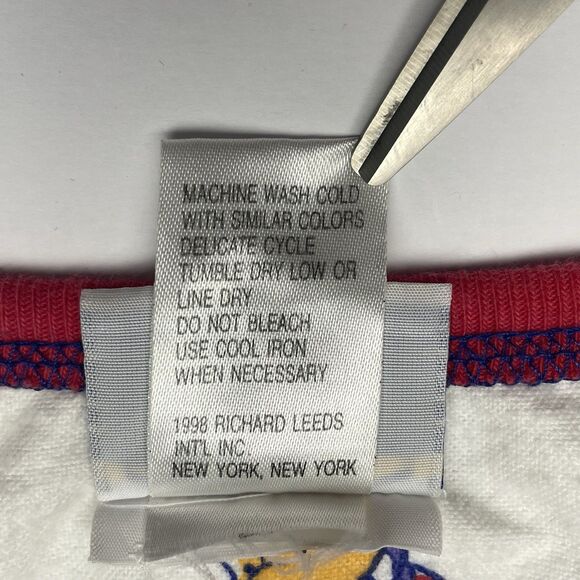 MACHINE WASH COLD
WITH SIMILAR COLORS
DELICATE CYCLE
TUMBLE DRY LOW OR
LINE DRY
DO NOT BLEACH
USE COOL IRON
WHEN NECESSARY
1998 RICHARD LEEDS
INT'L INC.
NEW YORK, NEW YORK